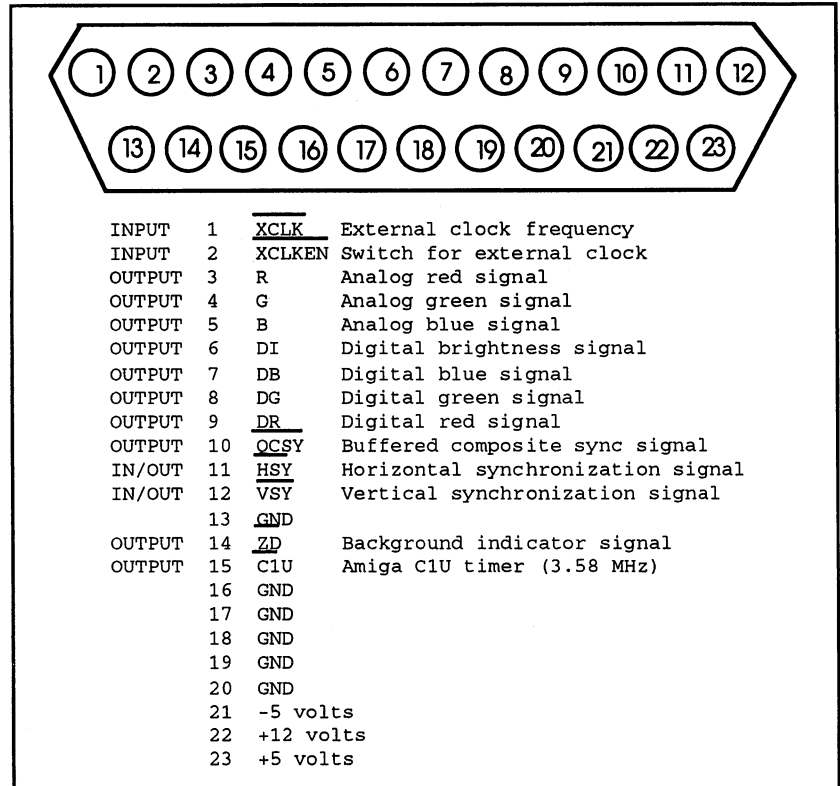 1 2 3 4 5 6 7 8 9 10 11 12
13 14 15 16 17 18 19 20 21 22 23
INPUT 1 XCLK External clock frequency
INPUT 2 XCLKEN Switch for external clock
OUTPUT 3 R Analog red signal
OUTPUT 4 G Analog green signal
OUTPUT 5 B Analog blue signal
OUTPUT 6 DI Digital brightness signal
OUTPUT 7 DB Digital blue signal
OUTPUT 8 DG Digital green signal
OUTPUT 9 DR Digital red signal
OUTPUT 10 QCSY Buffered composite sync signal
IN/OUT 11 HSY Horizontal synchronization signal
IN/OUT 12 VSY Vertical synchronization signal
13 GND
OUTPUT 14 ZD Background indicator signal
OUTPUT 15 C1U Amiga C1U timer (3.58 MHz)
16 GND
17 GND
18 GND
19 GND
20 GND
21 -5 volts
22 +12 volts
23 +5 volts